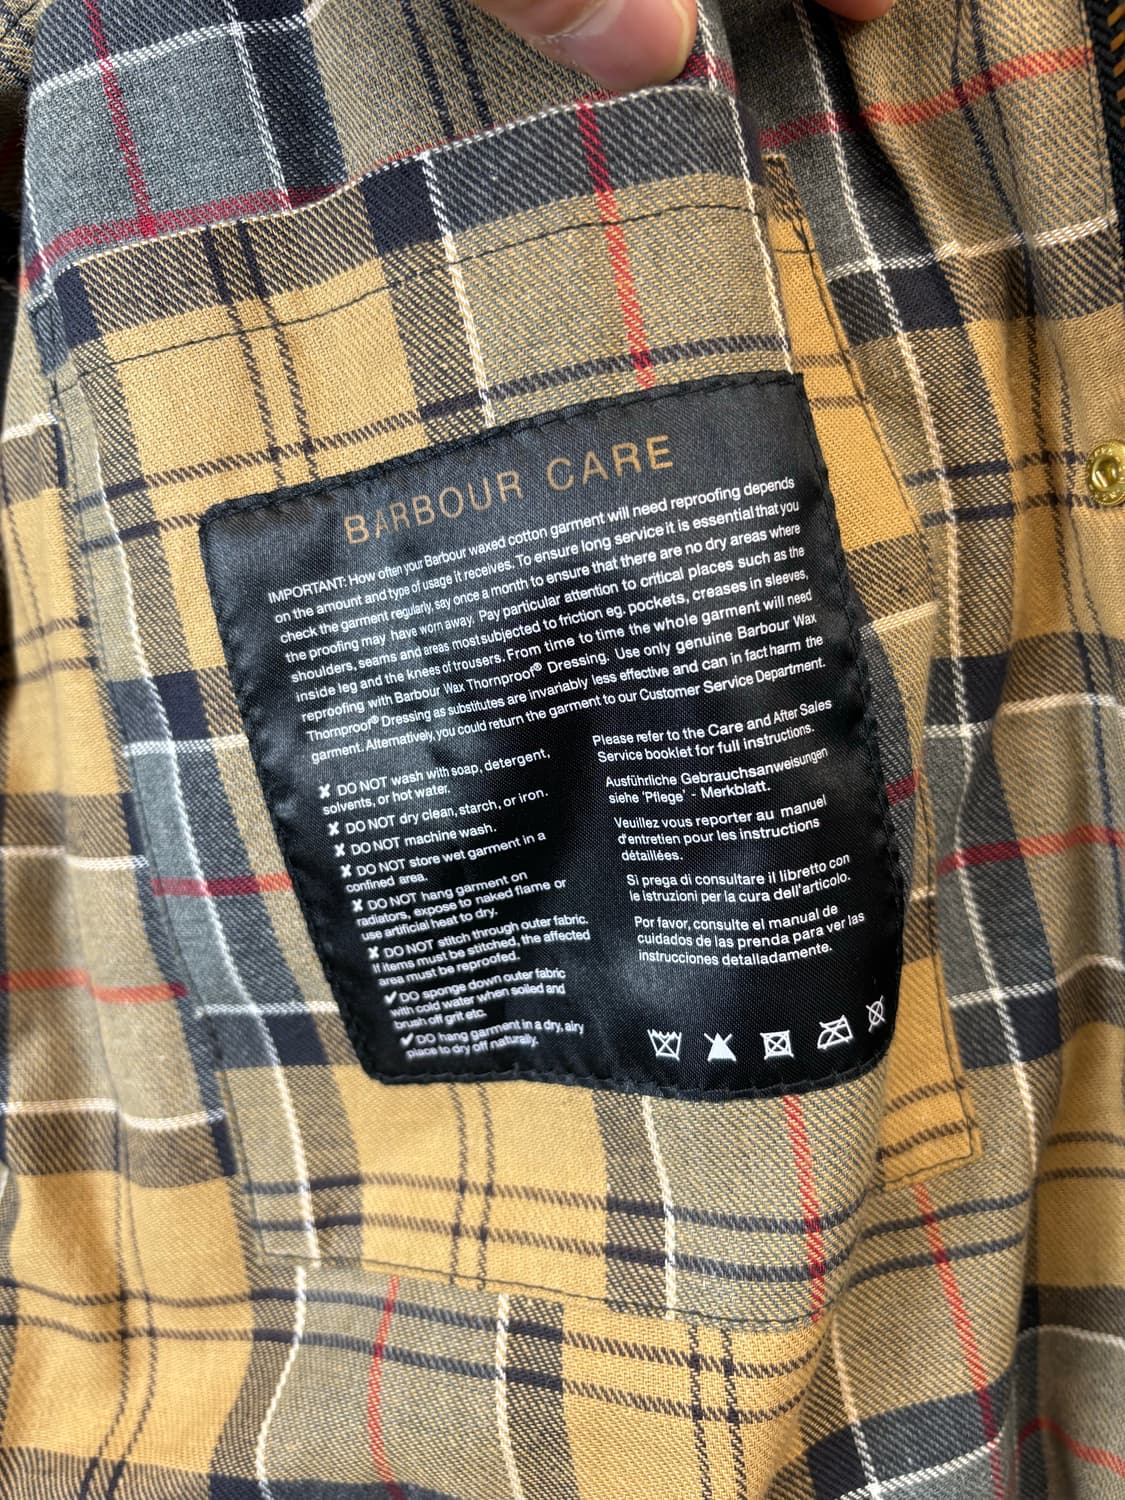 BARBOUR CARE
IMPORTANT: How often your Barbour waxed cotton garment will need reproofing depends
on the amount and type of usage it receives. To ensure long service it is essential that you
check the garment regularly, say once a month to ensure that there are no dry areas where
the proofing may have worn away. Pay particular attention to critical places such as the
shoulders, seams and areas most subjected to friction eg. pockets, creases in sleeves,
inside leg and the knees of trousers. From time to time the whole garment will need
reproofing with Barbour Wax Thornproof® Dressing. Use only genuine Barbour Wax
Thornproof® Dressing as substitutes are invariably less effective and can in fact harm the
garment. Alternatively, you could return the garment to our Customer Service Department.
✘ DO NOT wash with soap, detergent,
solvents, or hot water.
✘ DO NOT dry clean, starch, or iron.
✘ DO NOT machine wash.
✘ DO NOT store wet garment in a
confined area.
✘ DO NOT hang garment on
radiators, expose to naked flame or
use artificial heat to dry.
✘ DO NOT stitch through outer fabric.
If items must be stitched, the affected
area must be reproofed.
✔ DO sponge down outer fabric
with cold water when soiled and
brush off grit etc.
✔ DO hang garment in a dry, airy
place to dry off naturally.
Please refer to the Care and After Sales
Service booklet for full instructions.
Ausführliche Gebrauchsanweisungen
siehe 'Pflege' - Merkblatt.
Veuillez vous reporter au manuel
d'entretien pour les instructions
détaillées.
Si prega di consultare il libretto con
le istruzioni per la cura dell'articolo.
Por favor, consulte el manual de
cuidados de las prenda para ver las
instrucciones detalladamente.